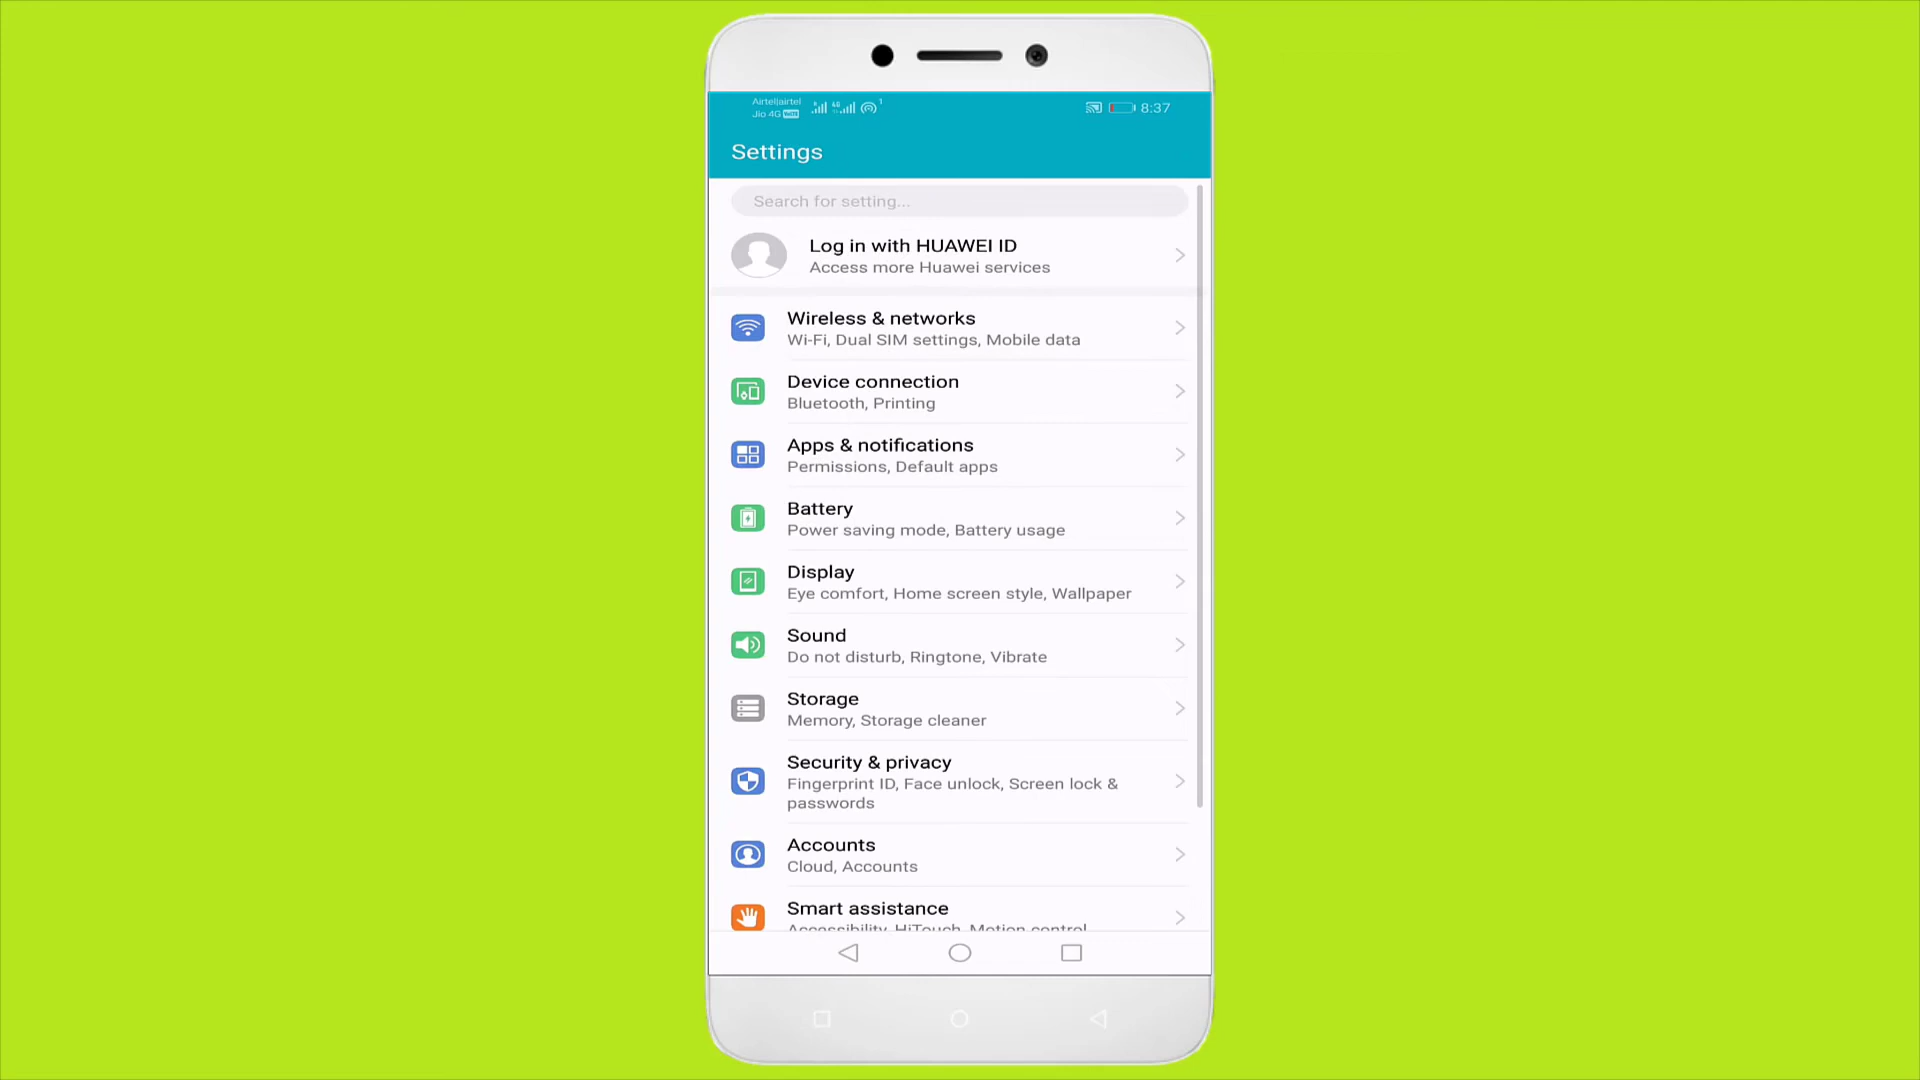 Airtel|airtel
Jio 4G VoLTE
4G
1
8:37
Settings
Search for setting...
Log in with HUAWEI ID
Access more Huawei services
Wireless & networks
Wi-Fi, Dual SIM settings, Mobile data
Device connection
Bluetooth, Printing
Apps & notifications
Permissions, Default apps
Battery
Power saving mode, Battery usage
Display
Eye comfort, Home screen style, Wallpaper
Sound
Do not disturb, Ringtone, Vibrate
Storage
Memory, Storage cleaner
Security & privacy
Fingerprint ID, Face unlock, Screen lock &
passwords
Accounts
Cloud, Accounts
Smart assistance
Accessibility, HiTouch, Motion control